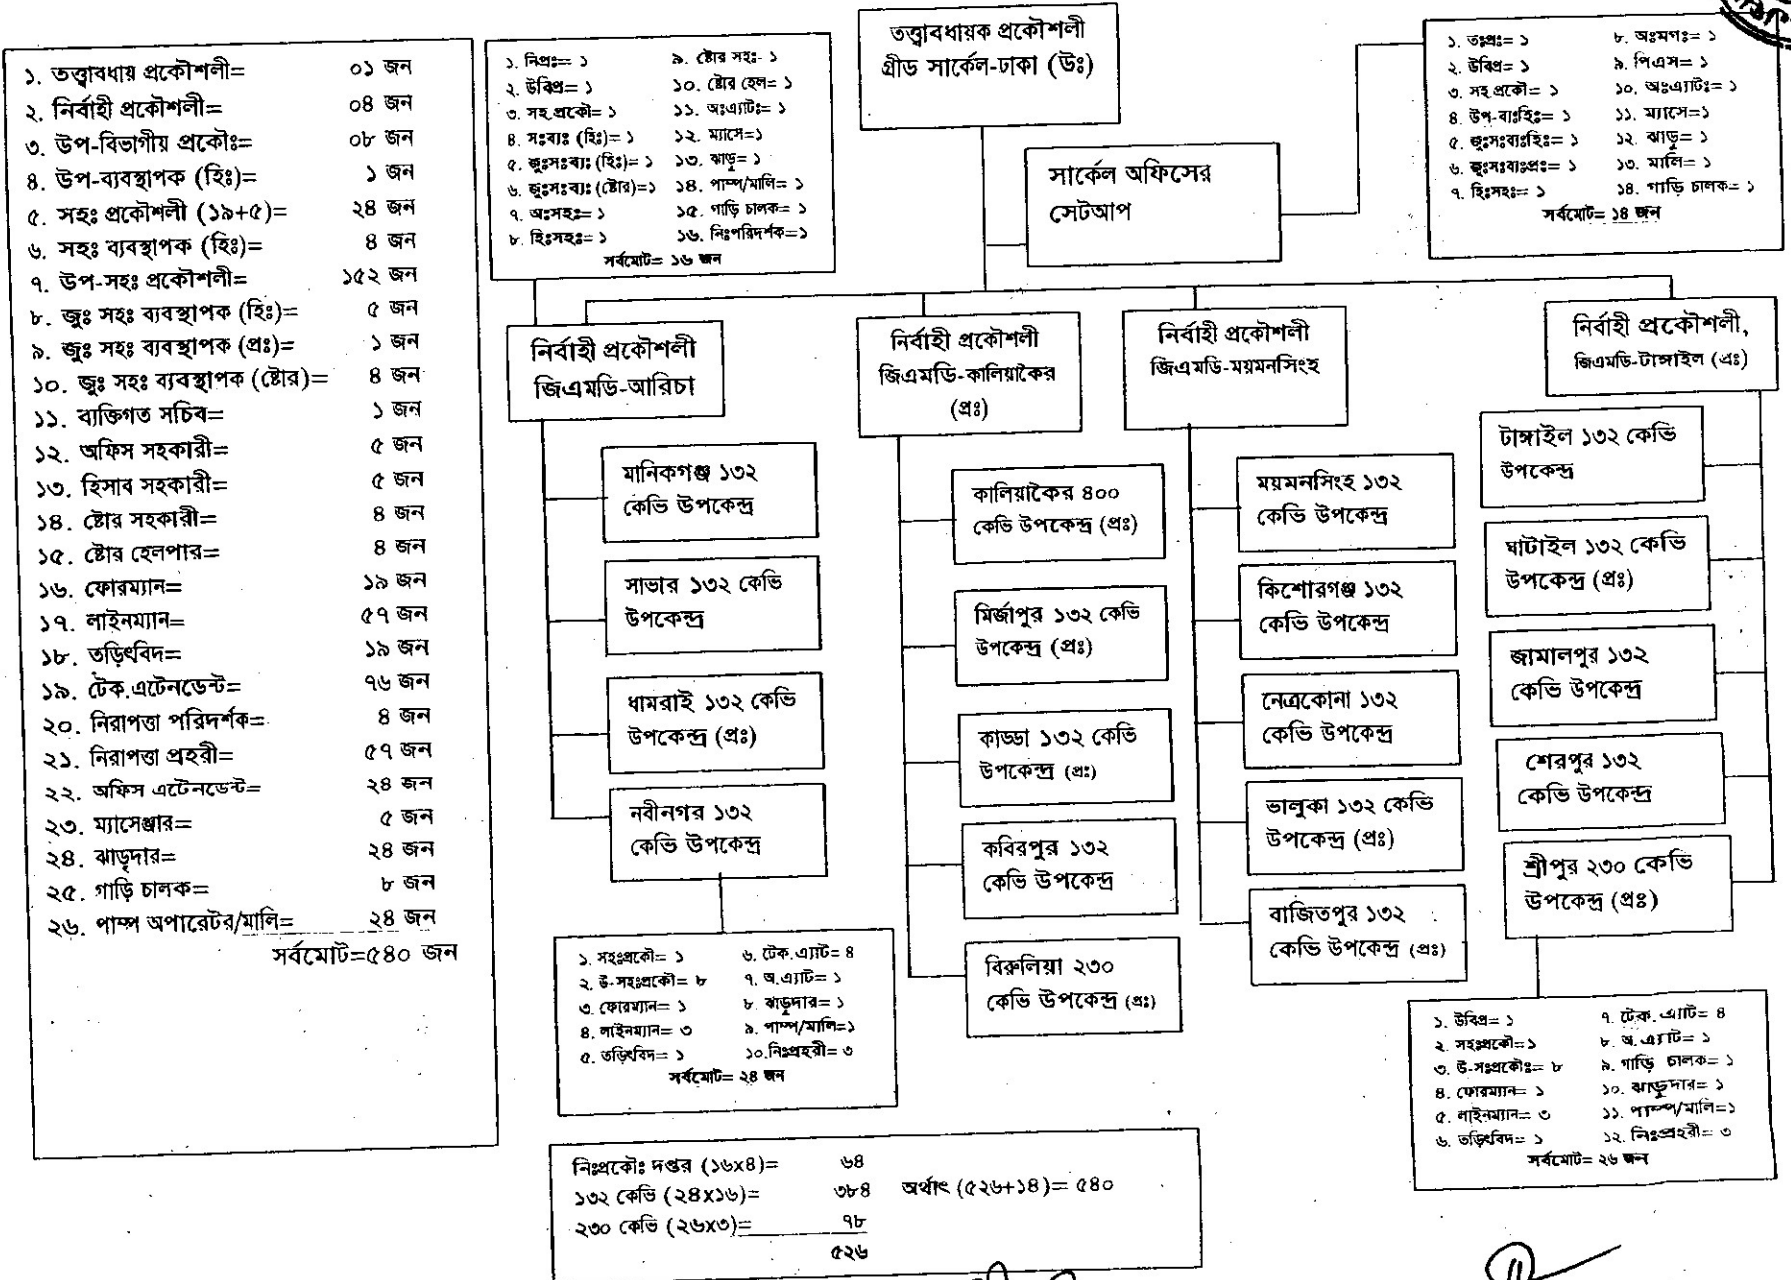 তত্ত্বাবধায়ক প্রকৌশলী
গ্রীড সার্কেল-ঢাকা (উঃ)
সার্কেল অফিসের
সেটআপ
১. তত্ত্বাবধায় প্রকৌশলী= ০১ জন
২. নির্বাহী প্রকৌশলী= ০৪ জন
৩. উপ-বিভাগীয় প্রকৌঃ= ০৮ জন
৪. উপ-ব্যবস্থাপক (হিঃ)= ১ জন
৫. সহঃ প্রকৌশলী (১৯+৫)= ২৪ জন
৬. সহঃ ব্যবস্থাপক (হিঃ)= ৪ জন
৭. উপ-সহঃ প্রকৌশলী= ১৫২ জন
৮. জুঃ সহঃ ব্যবস্থাপক (হিঃ)= ৫ জন
৯. জুঃ সহঃ ব্যবস্থাপক (প্রঃ)= ১ জন
১০. জুঃ সহঃ ব্যবস্থাপক (ষ্টোর)= ৪ জন
১১. ব্যক্তিগত সচিব= ১ জন
১২. অফিস সহকারী= ৫ জন
১৩. হিসাব সহকারী= ৫ জন
১৪. ষ্টোর সহকারী= ৪ জন
১৫. ষ্টোর হেলপার= ৪ জন
১৬. ফোরম্যান= ১৯ জন
১৭. লাইনম্যান= ৫৭ জন
১৮. তড়িৎবিদ= ১৯ জন
১৯. টেক.এটেনডেন্ট= ৭৬ জন
২০. নিরাপত্তা পরিদর্শক= ৪ জন
২১. নিরাপত্তা প্রহরী= ৫৭ জন
২২. অফিস এটেনডেন্ট= ২৪ জন
২৩. ম্যাসেঞ্জার= ৫ জন
২৪. ঝাড়ুদার= ২৪ জন
২৫. গাড়ি চালক= ৮ জন
২৬. পাম্প অপারেটর/মালি= ২৪ জন
সর্বমোট=৫৪০ জন
১. নিপ্রঃ= ১ ৯. ষ্টোর সহঃ- ১
২. উবিপ্র= ১ ১০. ষ্টোর হেল= ১
৩. সহ প্রকৌ= ১ ১১. অঃএ্যাটঃ= ১
৪. সঃব্যঃ (হিঃ)= ১ ১২. ম্যাসে=১
৫. জুঃসঃব্যঃ (হিঃ)= ১ ১৩. ঝাড়ু= ১
৬. জুঃসঃব্যঃ (ষ্টোর)=১ ১৪. পাম্প/মালি= ১
৭. অঃসহঃ= ১ ১৫. গাড়ি চালক= ১
৮. হিঃসহঃ= ১ ১৬. নিঃপরিদর্শক=১
সর্বমোট= ১৬ জন
১. তঃপ্রঃ= ১ ৮. অঃমগঃ= ১
২. উবিপ্র= ১ ৯. পিএস= ১
৩. সহ প্রকৌ= ১ ১০. অঃএ্যাটঃ= ১
৪. উপ-ব্যঃহিঃ= ১ ১১. ম্যাসে=১
৫. জুঃসঃব্যঃহিঃ= ১ ১২. ঝাড়ু= ১
৬. জুঃসঃব্যঃপ্রঃ= ১ ১৩. মালি= ১
৭. হিঃসহঃ= ১ ১৪. গাড়ি চালক= ১
সর্বমোট= ১৪ জন
নির্বাহী প্রকৌশলী
জিএমডি-আরিচা
মানিকগঞ্জ ১৩২
কেভি উপকেন্দ্র
সাভার ১৩২ কেভি
উপকেন্দ্র
ধামরাই ১৩২ কেভি
উপকেন্দ্র (প্রঃ)
নবীনগর ১৩২
কেভি উপকেন্দ্র
১. সহঃপ্রকৌ= ১ ৬. টেক.এ্যাট= ৪
২. উ-সহঃপ্রকৌ= ৮ ৭. অ.এ্যাট= ১
৩. ফোরম্যান= ১ ৮. ঝাড়ুদার= ১
৪. লাইনম্যান= ৩ ৯. পাম্প/মালি=১
৫. তড়িৎবিদ= ১ ১০.নিঃপ্রহরী= ৩
সর্বমোট= ২৪ জন
নির্বাহী প্রকৌশলী
জিএমডি-কালিয়াকৈর
(প্রঃ)
কালিয়াকৈর ৪০০
কেভি উপকেন্দ্র (প্রঃ)
মির্জাপুর ১৩২ কেভি
উপকেন্দ্র (প্রঃ)
কাড্ডা ১৩২ কেভি
উপকেন্দ্র (প্রঃ)
কবিরপুর ১৩২
কেভি উপকেন্দ্র
বিরুলিয়া ২৩০
কেভি উপকেন্দ্র (প্রঃ)
নির্বাহী প্রকৌশলী
জিএমডি-ময়মনসিংহ
ময়মনসিংহ ১৩২
কেভি উপকেন্দ্র
কিশোরগঞ্জ ১৩২
কেভি উপকেন্দ্র
নেত্রকোনা ১৩২
কেভি উপকেন্দ্র
ভালুকা ১৩২ কেভি
উপকেন্দ্র (প্রঃ)
বাজিতপুর ১৩২
কেভি উপকেন্দ্র (প্রঃ)
নির্বাহী প্রকৌশলী,
জিএমডি-টাঙ্গাইল (প্রঃ)
টাঙ্গাইল ১৩২ কেভি
উপকেন্দ্র
ঘাটাইল ১৩২ কেভি
উপকেন্দ্র (প্রঃ)
জামালপুর ১৩২
কেভি উপকেন্দ্র
শেরপুর ১৩২
কেভি উপকেন্দ্র
শ্রীপুর ২৩০ কেভি
উপকেন্দ্র (প্রঃ)
১. উবিপ্র= ১ ৭. টেক.এ্যাট= ৪
২. সহঃপ্রকৌ=১ ৮. অ.এ্যাট= ১
৩. উ-সঃপ্রকৌঃ= ৮ ৯. গাড়ি চালক= ১
৪. ফোরম্যান= ১ ১০. ঝাড়ুদার= ১
৫. লাইনম্যান= ৩ ১১. পাম্প/মালি=১
৬. তড়িৎবিদ= ১ ১২. নিঃপ্রহরী= ৩
সর্বমোট= ২৬ জন
নিঃপ্রকৌঃ দপ্তর (১৬x৪)= ৬৪
১৩২ কেভি (২৪x১৬)= ৩৮৪ অর্থাৎ (৫২৬+১৪)= ৫৪০
২৩০ কেভি (২৬x৩)= ৭৮
৫২৬